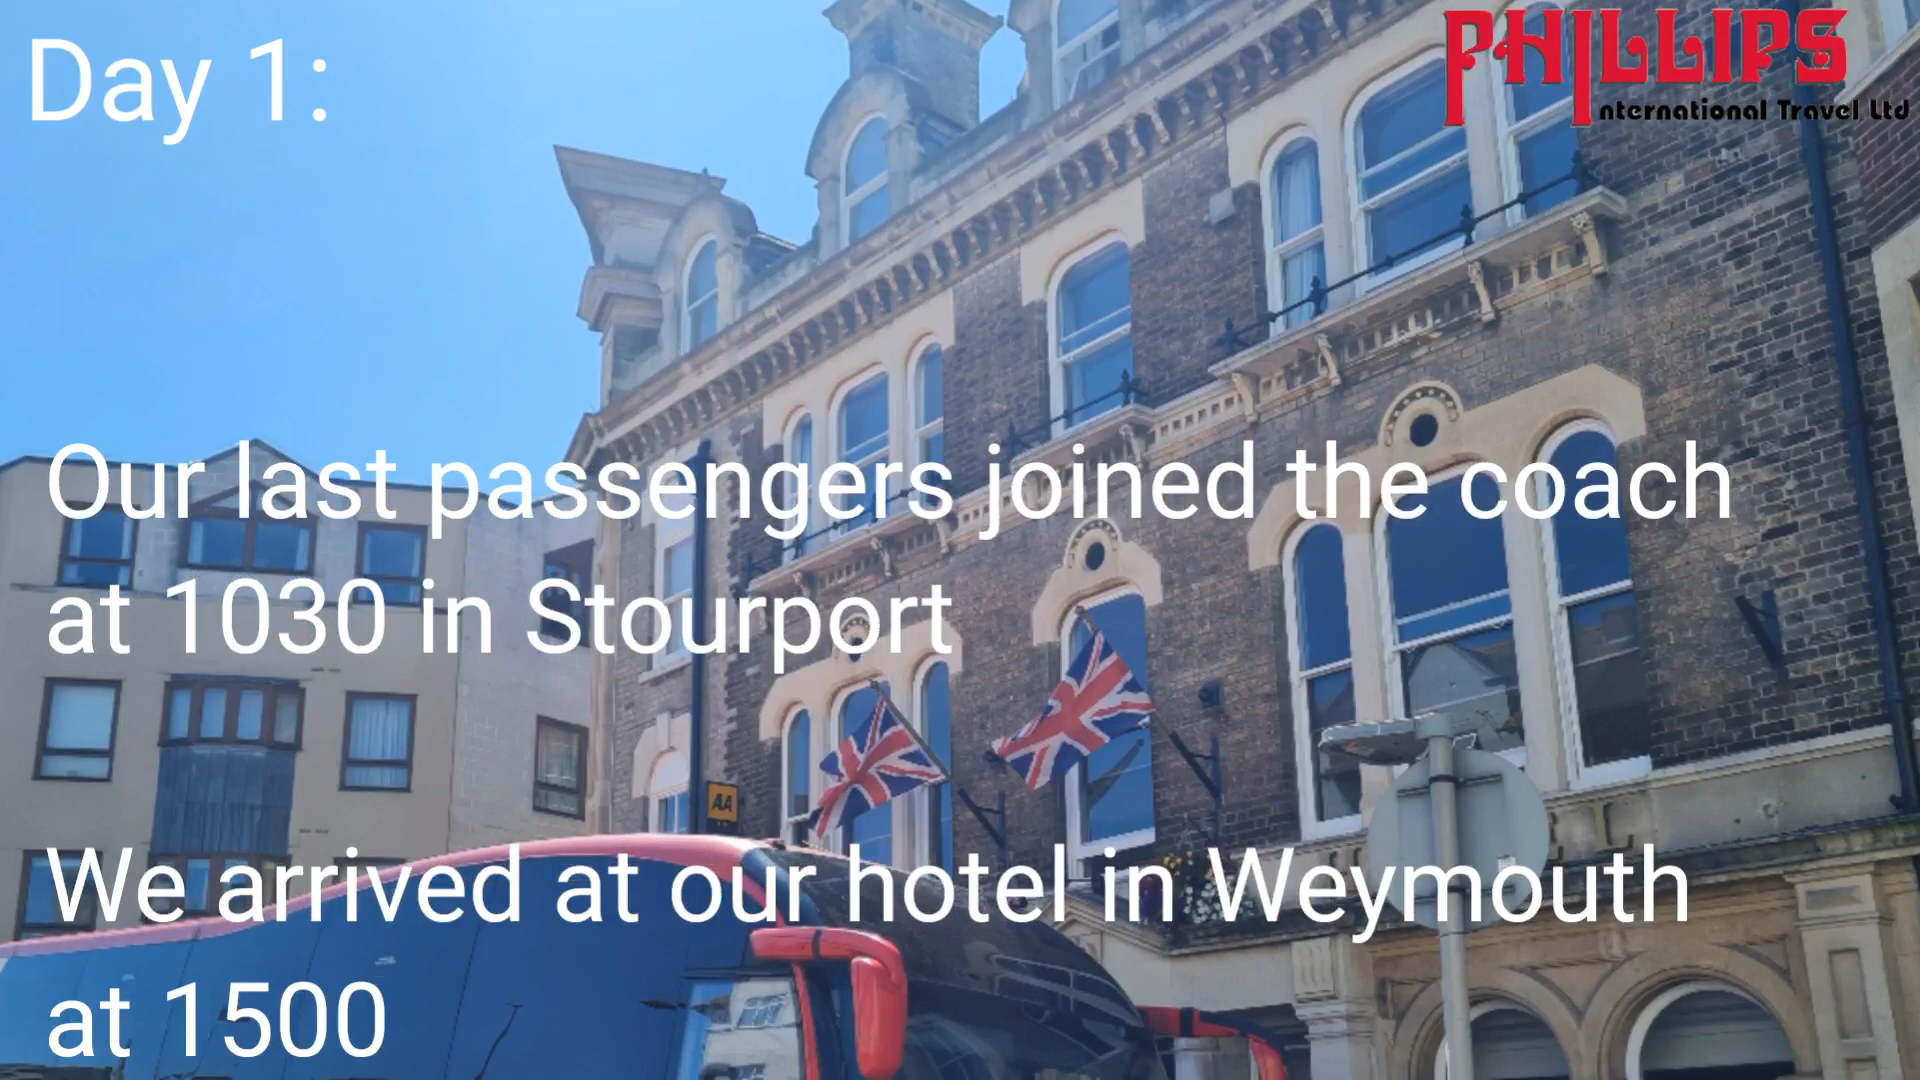 Day 1:
PHILLIPS
International Travel Ltd
Our last passengers joined the coach
at 1030 in Stourport
AA
We arrived at our hotel in Weymouth
at 1500